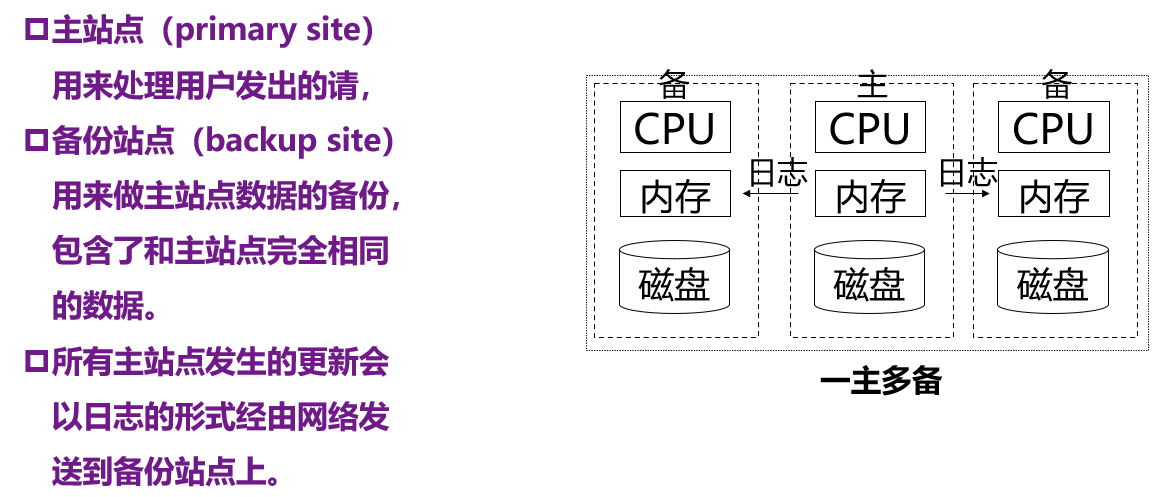 主站点（primary site）
用来处理用户发出的请，
备份站点（backup site）
用来做主站点数据的备份，
包含了和主站点完全相同
的数据。
所有主站点发生的更新会
以日志的形式经由网络发
送到备份站点上。
备
主
备
CPU
CPU
CPU
日志
日志
内存
内存
内存
磁盘
磁盘
磁盘
一主多备